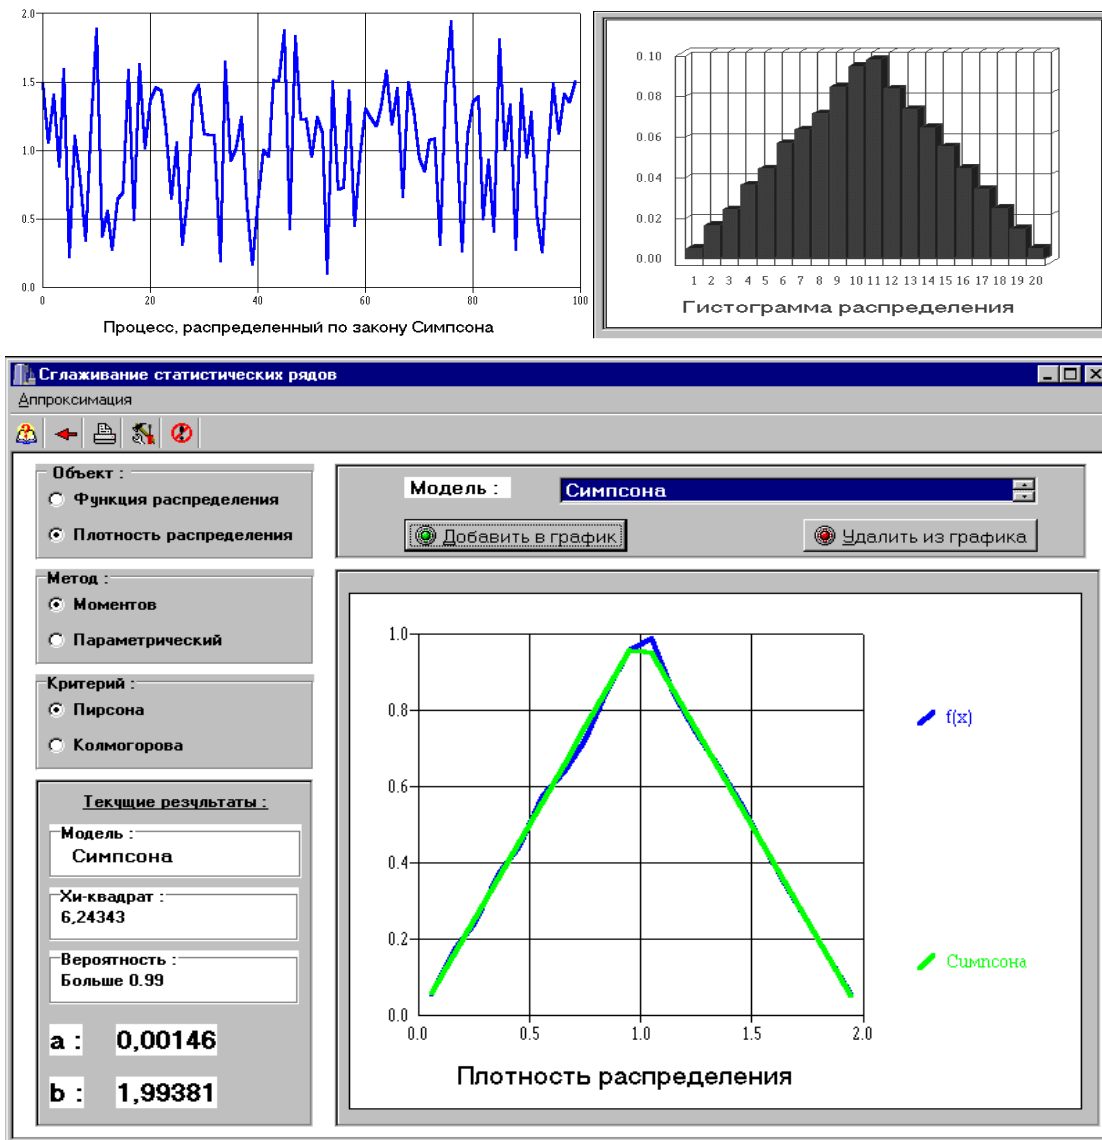 2.0
1.5
1.0
0.5
0.0
0 20 40 60 80 100
Процесс, распределенный по закону Симпсона
0.10
0.08
0.06
0.04
0.02
0.00
1 2 3 4 5 6 7 8 9 10 11 12 13 14 15 16 17 18 19 20
Гистограмма распределения
Сглаживание статистических рядов
Аппроксимация
Объект :
Функция распределения
Плотность распределения
Метод :
Моментов
Параметрический
Критерий :
Пирсона
Колмогорова
Текущие результаты :
Модель :
Симпсона
Хи-квадрат :
6,24343
Вероятность :
Больше 0.99
a : 0,00146
b : 1,99381
Модель : Симпсона
Добавить в график Удалить из графика
1.0
0.8
0.6
0.4
0.2
0.0
0.0 0.5 1.0 1.5 2.0
f(x)
Симпсона
Плотность распределения